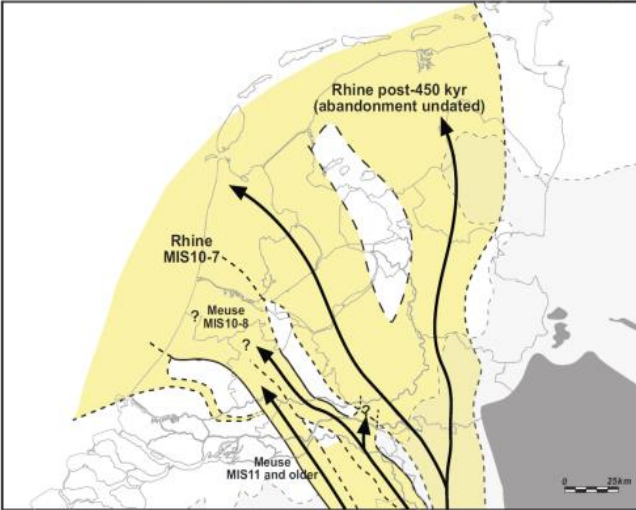 Rhine post-450 kyr
(abandonment undated)
Rhine
MIS10-7
? Meuse
MIS10-8
?
?
Meuse
MIS11 and older
0 25km